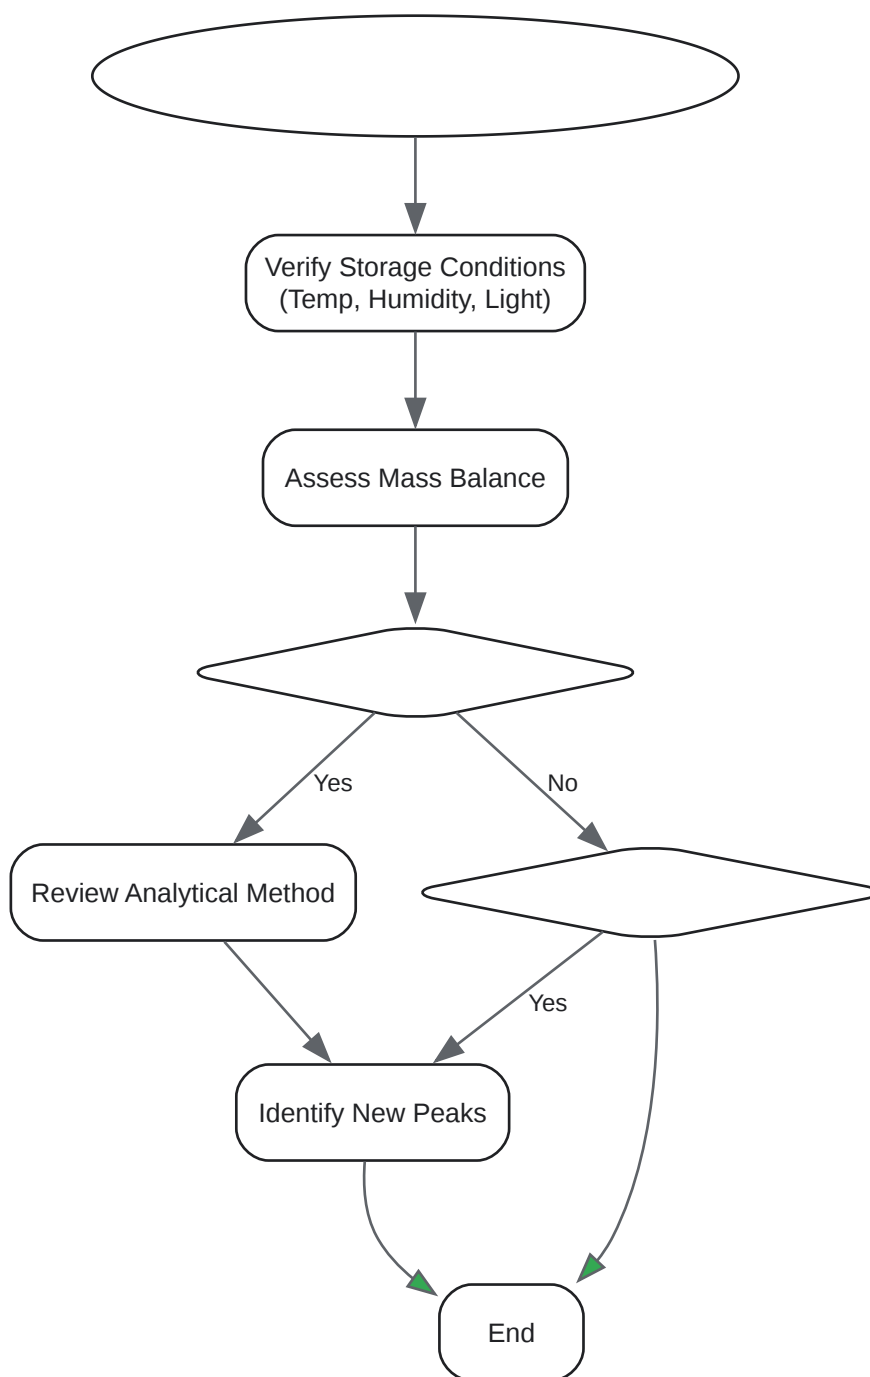 Verify Storage Conditions
(Temp, Humidity, Light)
Assess Mass Balance
Yes
No
Review Analytical Method
Yes
Identify New Peaks
End